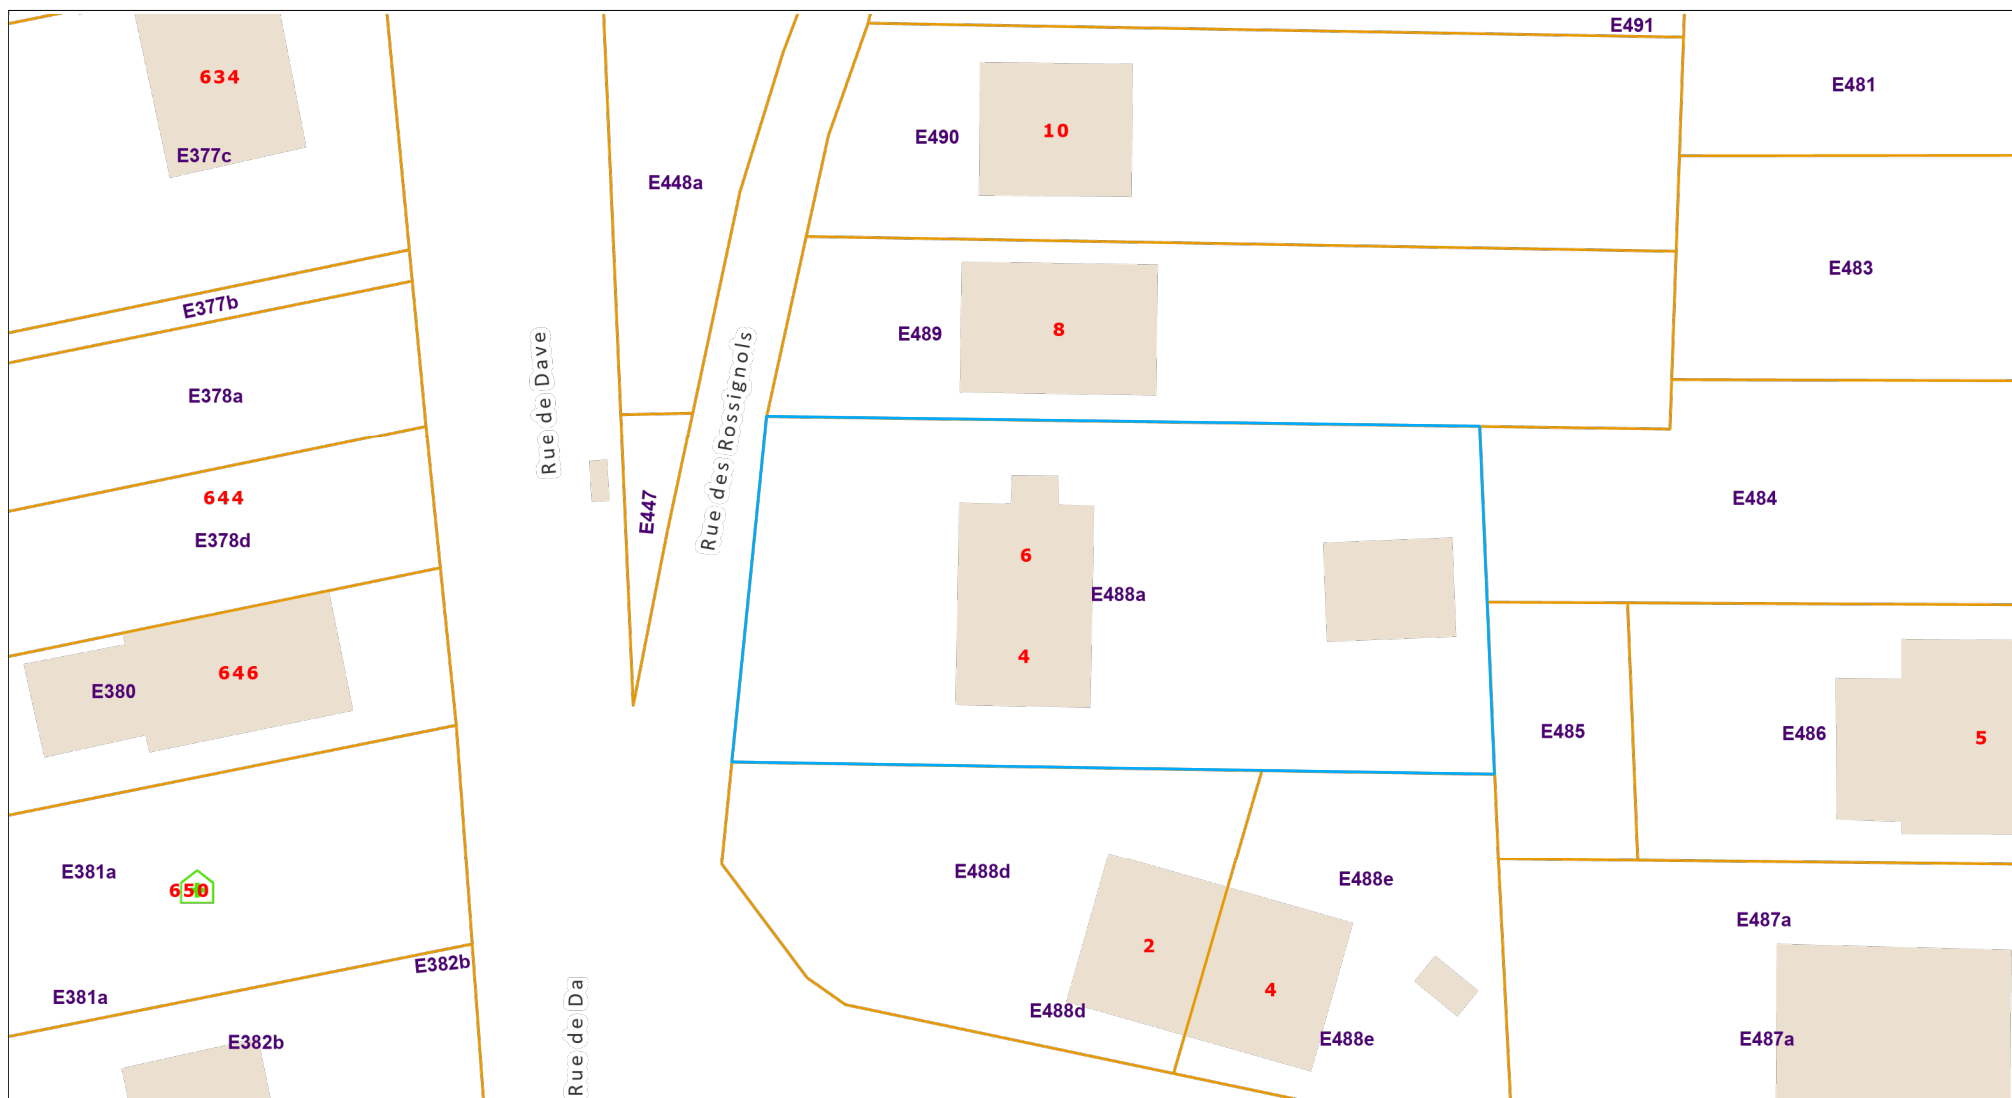 E491
634
E481
10
E490
E377c
E448a
E483
E377b
8
E489
Rue de Dave
Rue des Rossignols
E378a
644
E484
E447
E378d
6
E488a
4
646
E380
E485
E486
5
E381a
650
E488d
E488e
E487a
2
E382b
4
E381a
Rue de Da
E488d
E382b
E488e
E487a